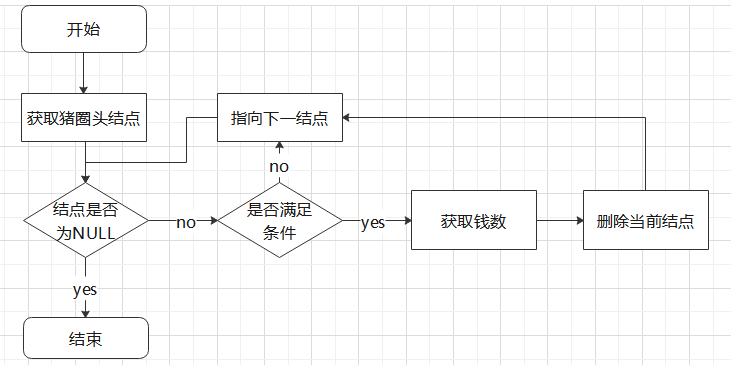 开始
获取猪圈头结点
指向下一结点
no
结点是否
为NULL
no
是否满足
条件
yes
获取钱数
删除当前结点
yes
结束